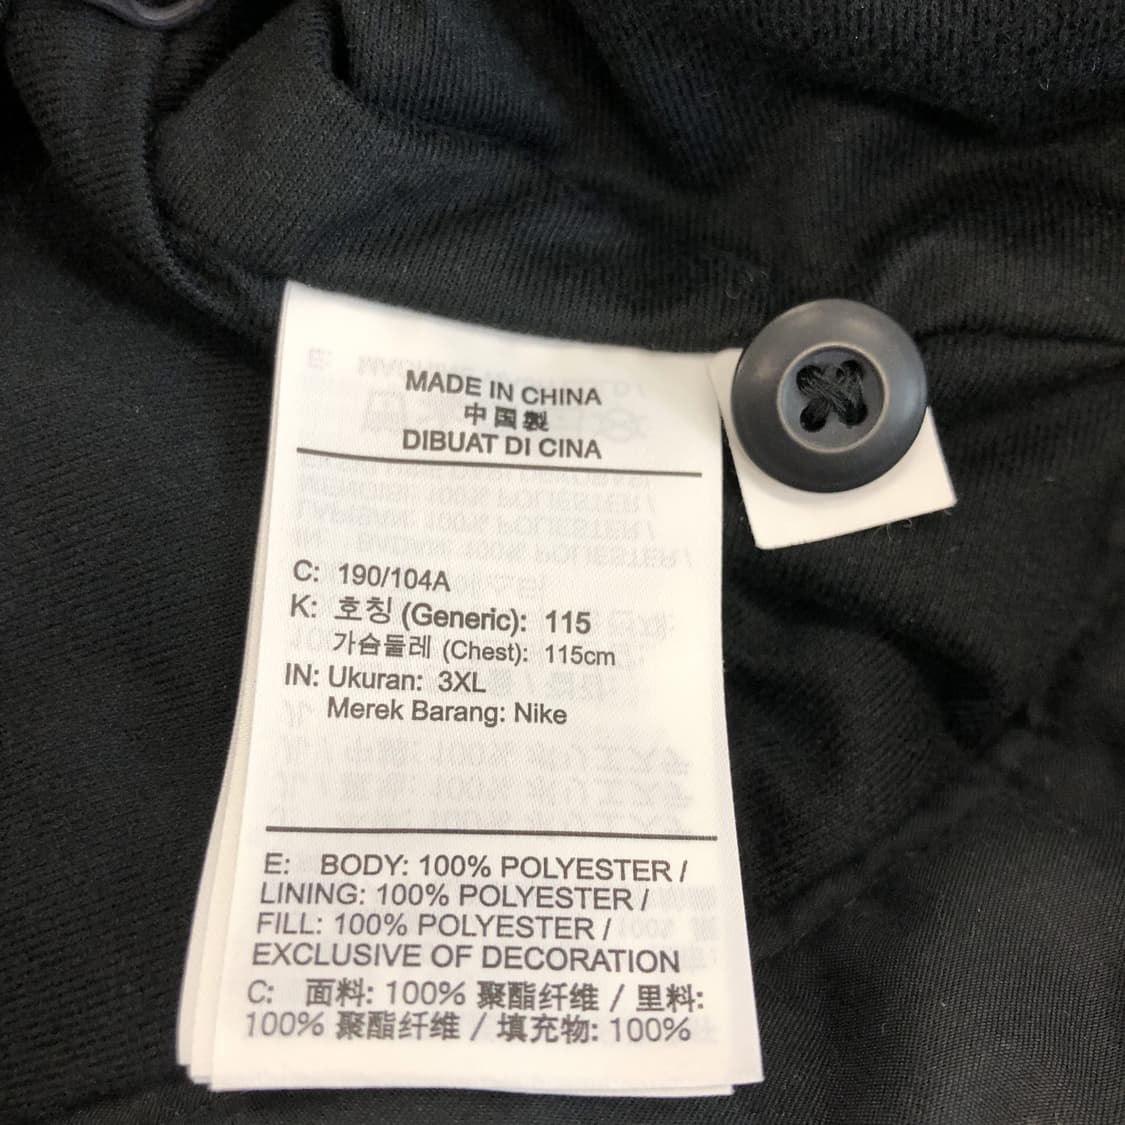 MADE IN CHINA
中国製
DIBUAT DI CINA
C: 190/104A
K: 호칭 (Generic): 115
가슴둘레 (Chest): 115cm
IN: Ukuran: 3XL
Merek Barang: Nike
E: BODY: 100% POLYESTER /
LINING: 100% POLYESTER /
FILL: 100% POLYESTER /
EXCLUSIVE OF DECORATION
C: 面料: 100% 聚酯纤维 / 里料:
100% 聚酯纤维 / 填充物: 100%